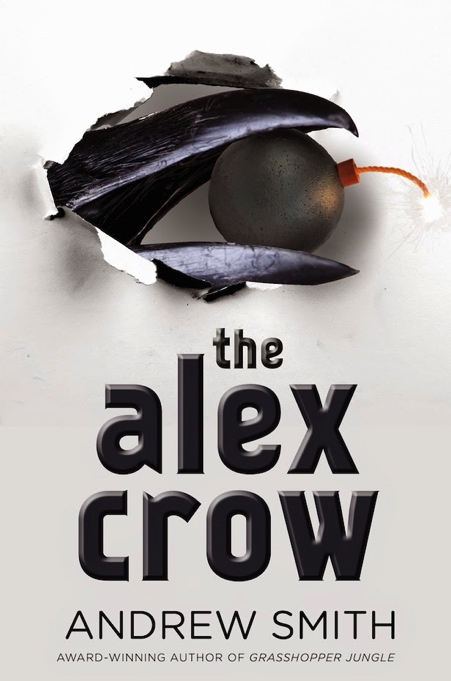 the
alex
crow
ANDREW SMITH
AWARD-WINNING AUTHOR OF GRASSHOPPER JUNGLE